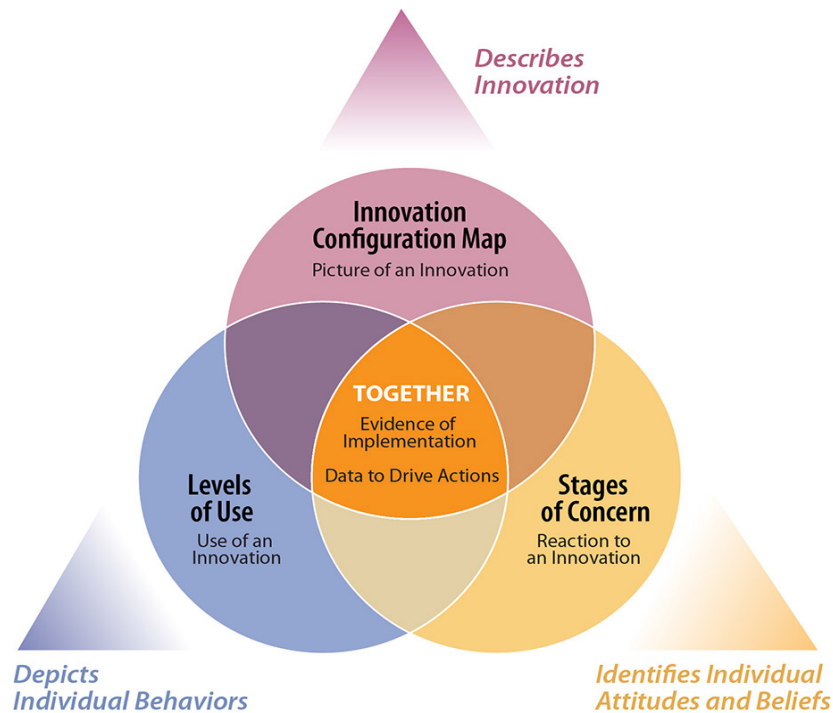 Describes
Innovation
Innovation
Configuration Map
Picture of an Innovation
TOGETHER
Evidence of
Implementation
Data to Drive Actions
Levels
of Use
Use of an
Innovation
Stages
of Concern
Reaction to
an Innovation
Depicts
Individual Behaviors
Identifies Individual
Attitudes and Beliefs